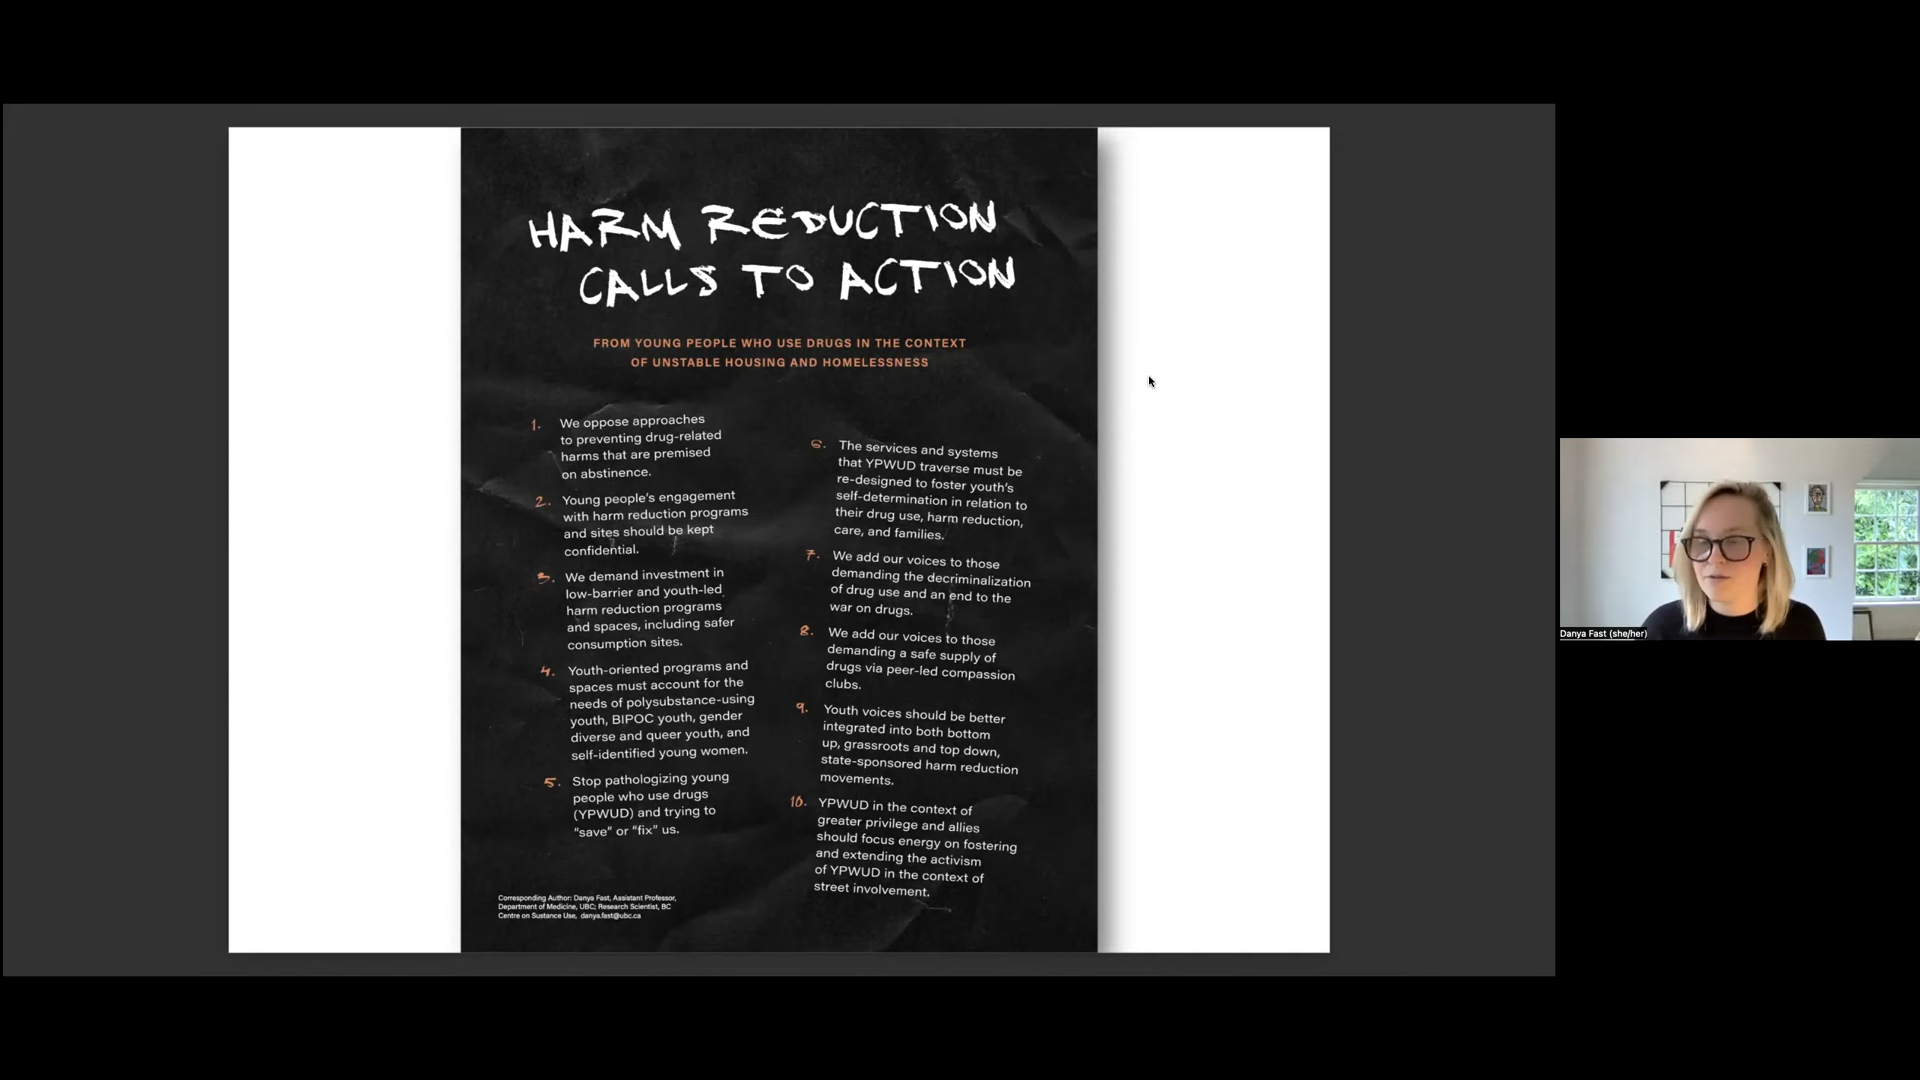 HARM REDUCTION
CALLS TO ACTION
FROM YOUNG PEOPLE WHO USE DRUGS IN THE CONTEXT
OF UNSTABLE HOUSING AND HOMELESSNESS
1. We oppose approaches
to preventing drug-related
harms that are premised
on abstinence.
2. Young people's engagement
with harm reduction programs
and sites should be kept
confidential.
3. We demand investment in
low-barrier and youth-led
harm reduction programs
and spaces, including safer
consumption sites.
4. Youth-oriented programs and
spaces must account for the
needs of polysubstance-using
youth, BIPOC youth, gender
diverse and queer youth, and
self-identified young women.
5. Stop pathologizing young
people who use drugs
(YPWUD) and trying to
"save" or "fix" us.
6. The services and systems
that YPWUD traverse must be
re-designed to foster youth's
self-determination in relation to
their drug use, harm reduction,
care, and families.
7. We add our voices to those
demanding the decriminalization
of drug use and an end to the
war on drugs.
8. We add our voices to those
demanding a safe supply of
drugs via peer-led compassion
clubs.
9. Youth voices should be better
integrated into both bottom
up, grassroots and top down,
state-sponsored harm reduction
movements.
10. YPWUD in the context of
greater privilege and allies
should focus energy on fostering
and extending the activism
of YPWUD in the context of
street involvement.
Corresponding Author: Danya Fast, Assistant Professor,
Department of Medicine, UBC; Research Scientist, BC
Centre on Sustance Use, danya.fast@ubc.ca
Danya Fast (she/her)